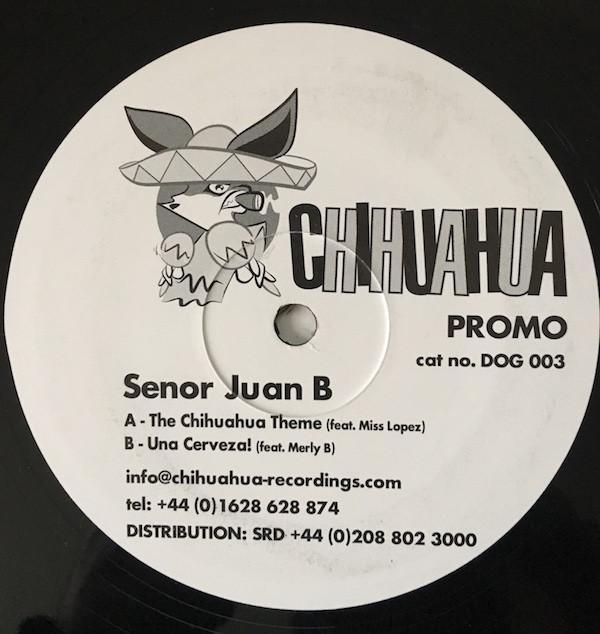 CHIHUAHUA
PROMO
cat no. DOG 003
Senor Juan B
A - The Chihuahua Theme (feat. Miss Lopez)
B - Una Cerveza! (feat. Merly B)
info@chihuahua-recordings.com
tel: +44 (0)1628 628 874
DISTRIBUTION: SRD +44 (0)208 802 3000